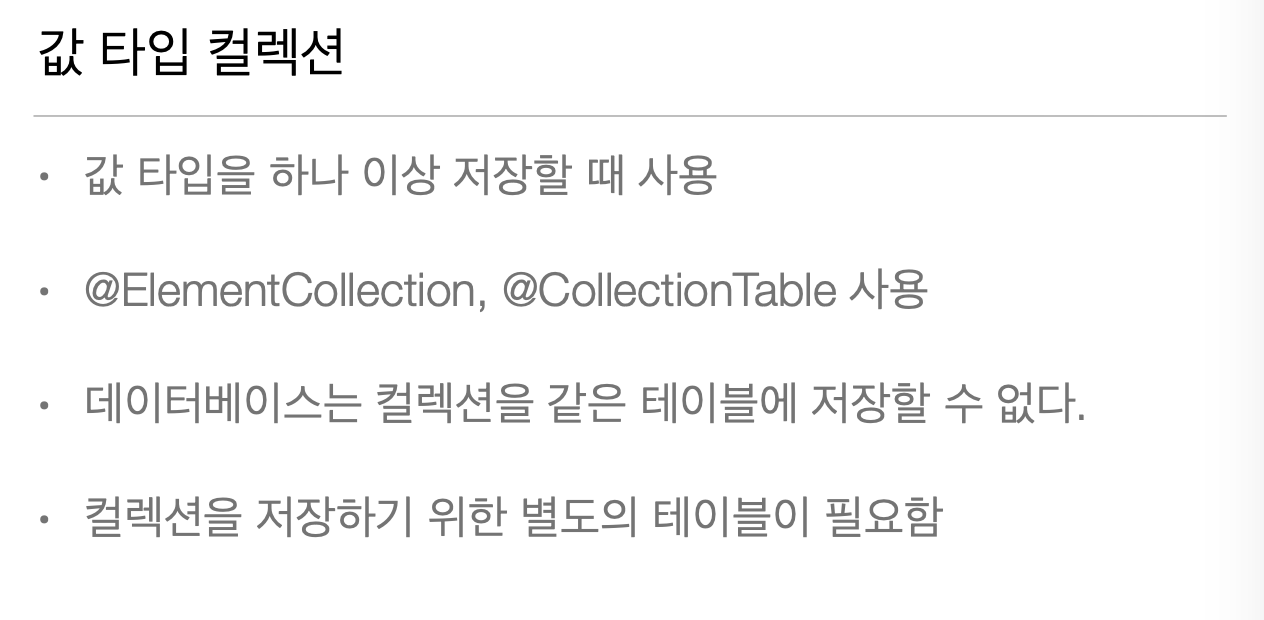 값 타입 컬렉션
• 값 타입을 하나 이상 저장할 때 사용
• @ElementCollection, @CollectionTable 사용
• 데이터베이스는 컬렉션을 같은 테이블에 저장할 수 없다.
• 컬렉션을 저장하기 위한 별도의 테이블이 필요함